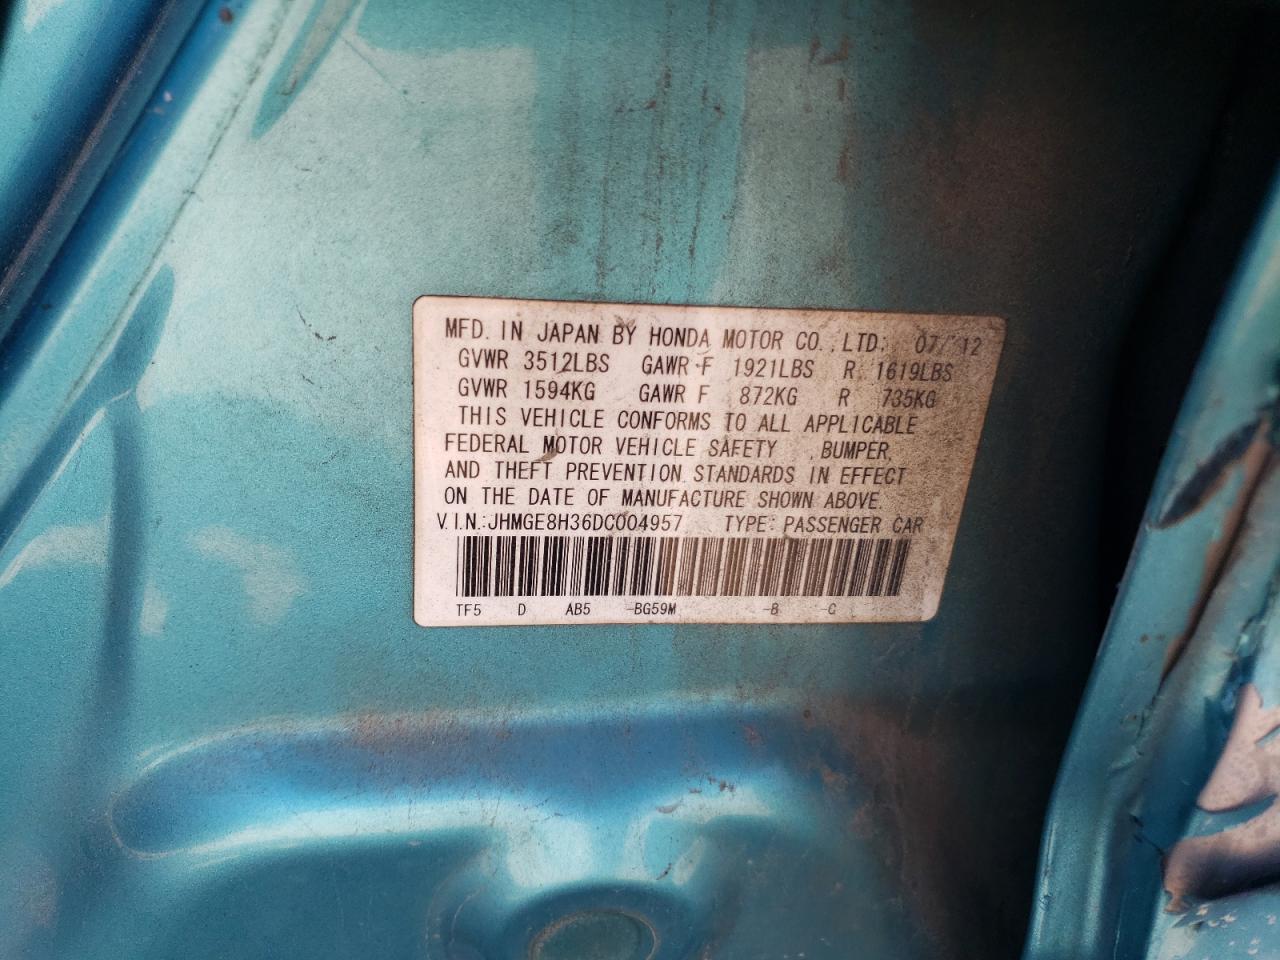 MFD. IN JAPAN BY HONDA MOTOR CO.,LTD. 07/'12
GVWR 3512LBS GAWR F 1921LBS R 1619LBS
GVWR 1594KG GAWR F 872KG R 735KG
THIS VEHICLE CONFORMS TO ALL APPLICABLE
FEDERAL MOTOR VEHICLE SAFETY ,BUMPER,
AND THEFT PREVENTION STANDARDS IN EFFECT
ON THE DATE OF MANUFACTURE SHOWN ABOVE.
V.I.N.:JHMGE8H36DC004957 TYPE: PASSENGER CAR
TF5 D AB5 -BG59M -B -C